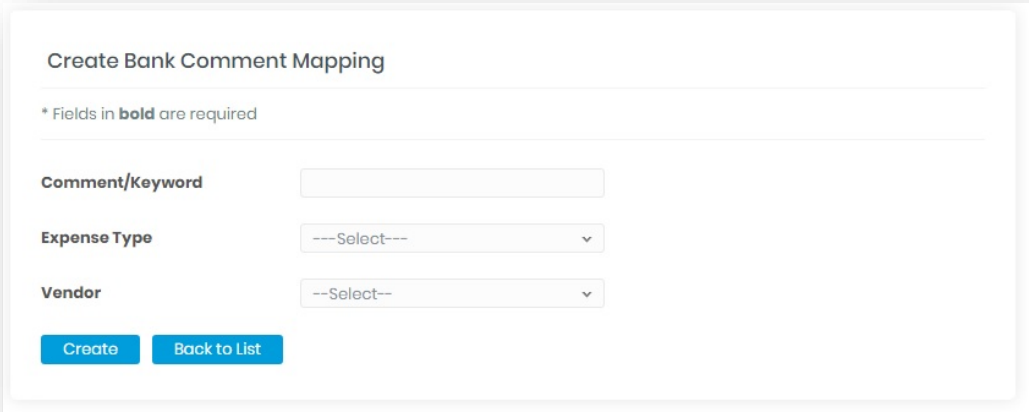 Create Bank Comment Mapping
* Fields in bold are required
Comment/Keyword
Expense Type ---Select---
Vendor --Select--
Create Back to List